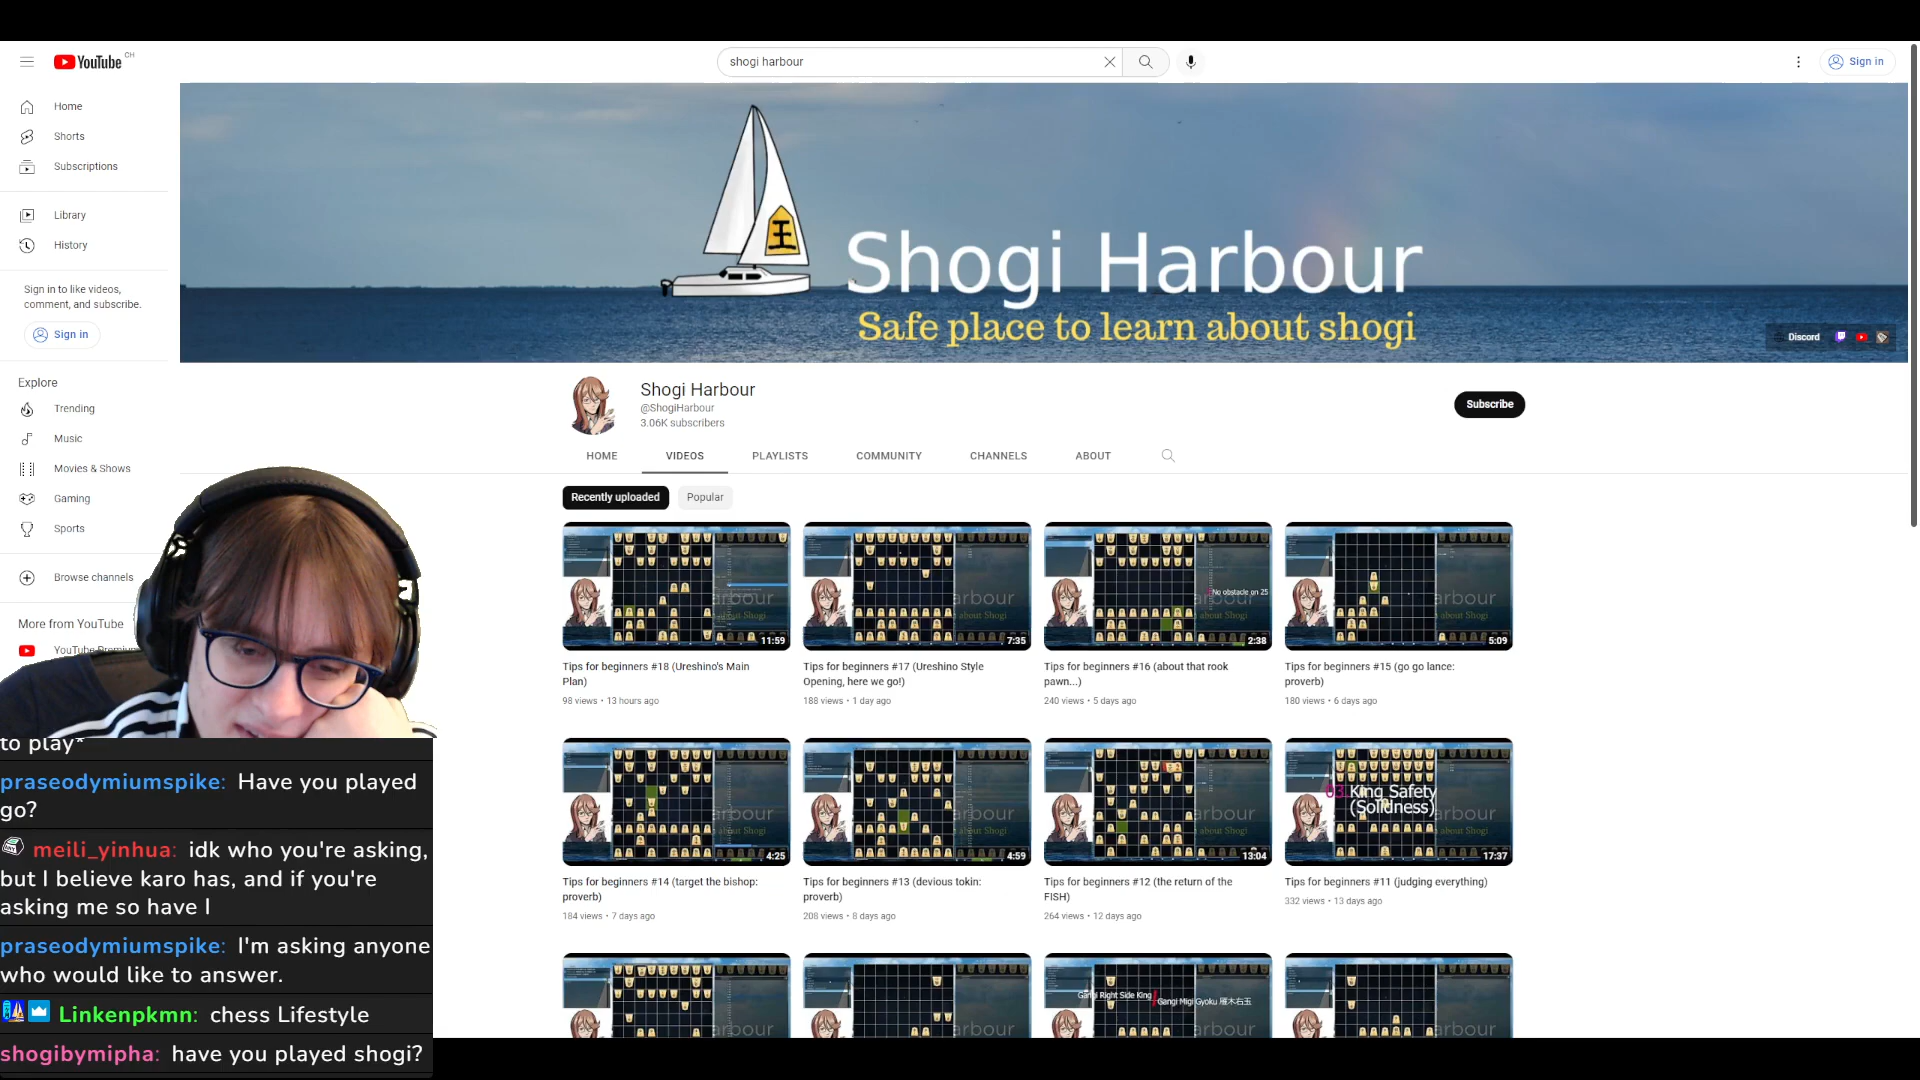 YouTube CH
shogi harbour
Sign in
Home
Shorts
Subscriptions
Library
History
Sign in to like videos,
comment, and subscribe.
Sign in
Explore
Trending
Music
Movies & Shows
Gaming
Sports
Browse channels
More from YouTube
YouTube Premium
王
Shogi Harbour
Safe place to learn about shogi
Discord
Shogi Harbour
@ShogiHarbour
3.06K subscribers
Subscribe
HOME
VIDEOS
PLAYLISTS
COMMUNITY
CHANNELS
ABOUT
Recently uploaded
Popular
11:59
Tips for beginners #18 (Ureshino's Main
Plan)
98 views • 13 hours ago
7:35
Tips for beginners #17 (Ureshino Style
Opening, here we go!)
188 views • 1 day ago
No obstacle on 25
2:38
Tips for beginners #16 (about that rook
pawn...)
240 views • 5 days ago
5:09
Tips for beginners #15 (go go lance:
proverb)
180 views • 6 days ago
4:25
Tips for beginners #14 (target the bishop:
proverb)
184 views • 7 days ago
4:59
Tips for beginners #13 (devious tokin:
proverb)
208 views • 8 days ago
13:04
Tips for beginners #12 (the return of the
FISH)
264 views • 12 days ago
03. King Safety
(Solidness)
17:37
Tips for beginners #11 (judging everything)
332 views • 13 days ago
Gangi Right Side King
Gangi Migi Gyoku 雁木右玉
to play*
praseodymiumspike: Have you played
go?
meili_yinhua: idk who you're asking,
but I believe karo has, and if you're
asking me so have I
praseodymiumspike: I'm asking anyone
who would like to answer.
Linkenpkmn: chess Lifestyle
shogibymipha: have you played shogi?